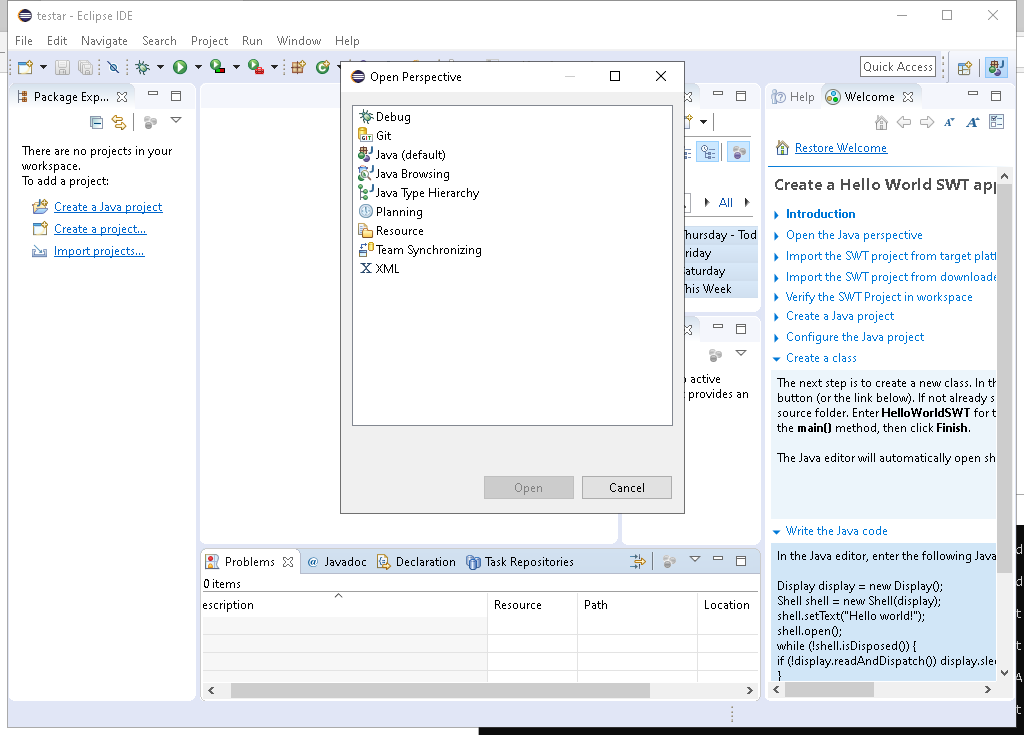 testar - Eclipse IDE
File Edit Navigate Search Project Run Window Help
Quick Access
Package Exp...
There are no projects in your
workspace.
To add a project:
Create a Java project
Create a project...
Import projects...
Open Perspective
Debug
Git
Java (default)
Java Browsing
Java Type Hierarchy
Planning
Resource
Team Synchronizing
XML
Open Cancel
All
hursday - Tod
riday
aturday
his Week
active
provides an
Problems Javadoc Declaration Task Repositories
0 items
escription Resource Path Location
Help Welcome
Restore Welcome
Create a Hello World SWT app
Introduction
Open the Java perspective
Import the SWT project from target platf
Import the SWT project from downloade
Verify the SWT Project in workspace
Create a Java project
Configure the Java project
Create a class
The next step is to create a new class. In th
button (or the link below). If not already s
source folder. Enter HelloWorldSWT for t
the main() method, then click Finish.
The Java editor will automatically open sh
Write the Java code
In the Java editor, enter the following Java
Display display = new Display();
Shell shell = new Shell(display);
shell.setText("Hello world!");
shell.open();
while (!shell.isDisposed()) {
if (!display.readAndDispatch()) display.slee
}